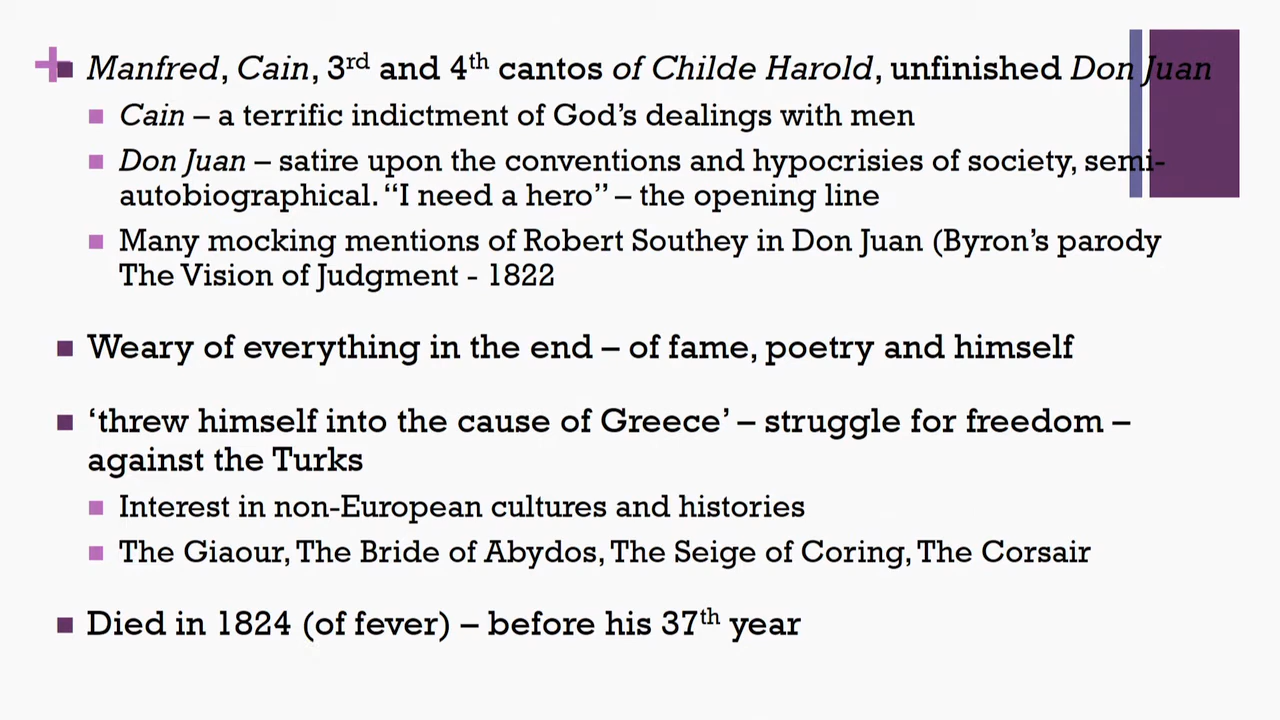 Manfred, Cain, 3rd and 4th cantos of Childe Harold, unfinished Don Juan
Cain – a terrific indictment of God’s dealings with men
Don Juan – satire upon the conventions and hypocrisies of society, semi-
autobiographical. “I need a hero” – the opening line
Many mocking mentions of Robert Southey in Don Juan (Byron’s parody
The Vision of Judgment - 1822
Weary of everything in the end – of fame, poetry and himself
‘threw himself into the cause of Greece’ – struggle for freedom –
against the Turks
Interest in non-European cultures and histories
The Giaour, The Bride of Abydos, The Seige of Coring, The Corsair
Died in 1824 (of fever) – before his 37th year